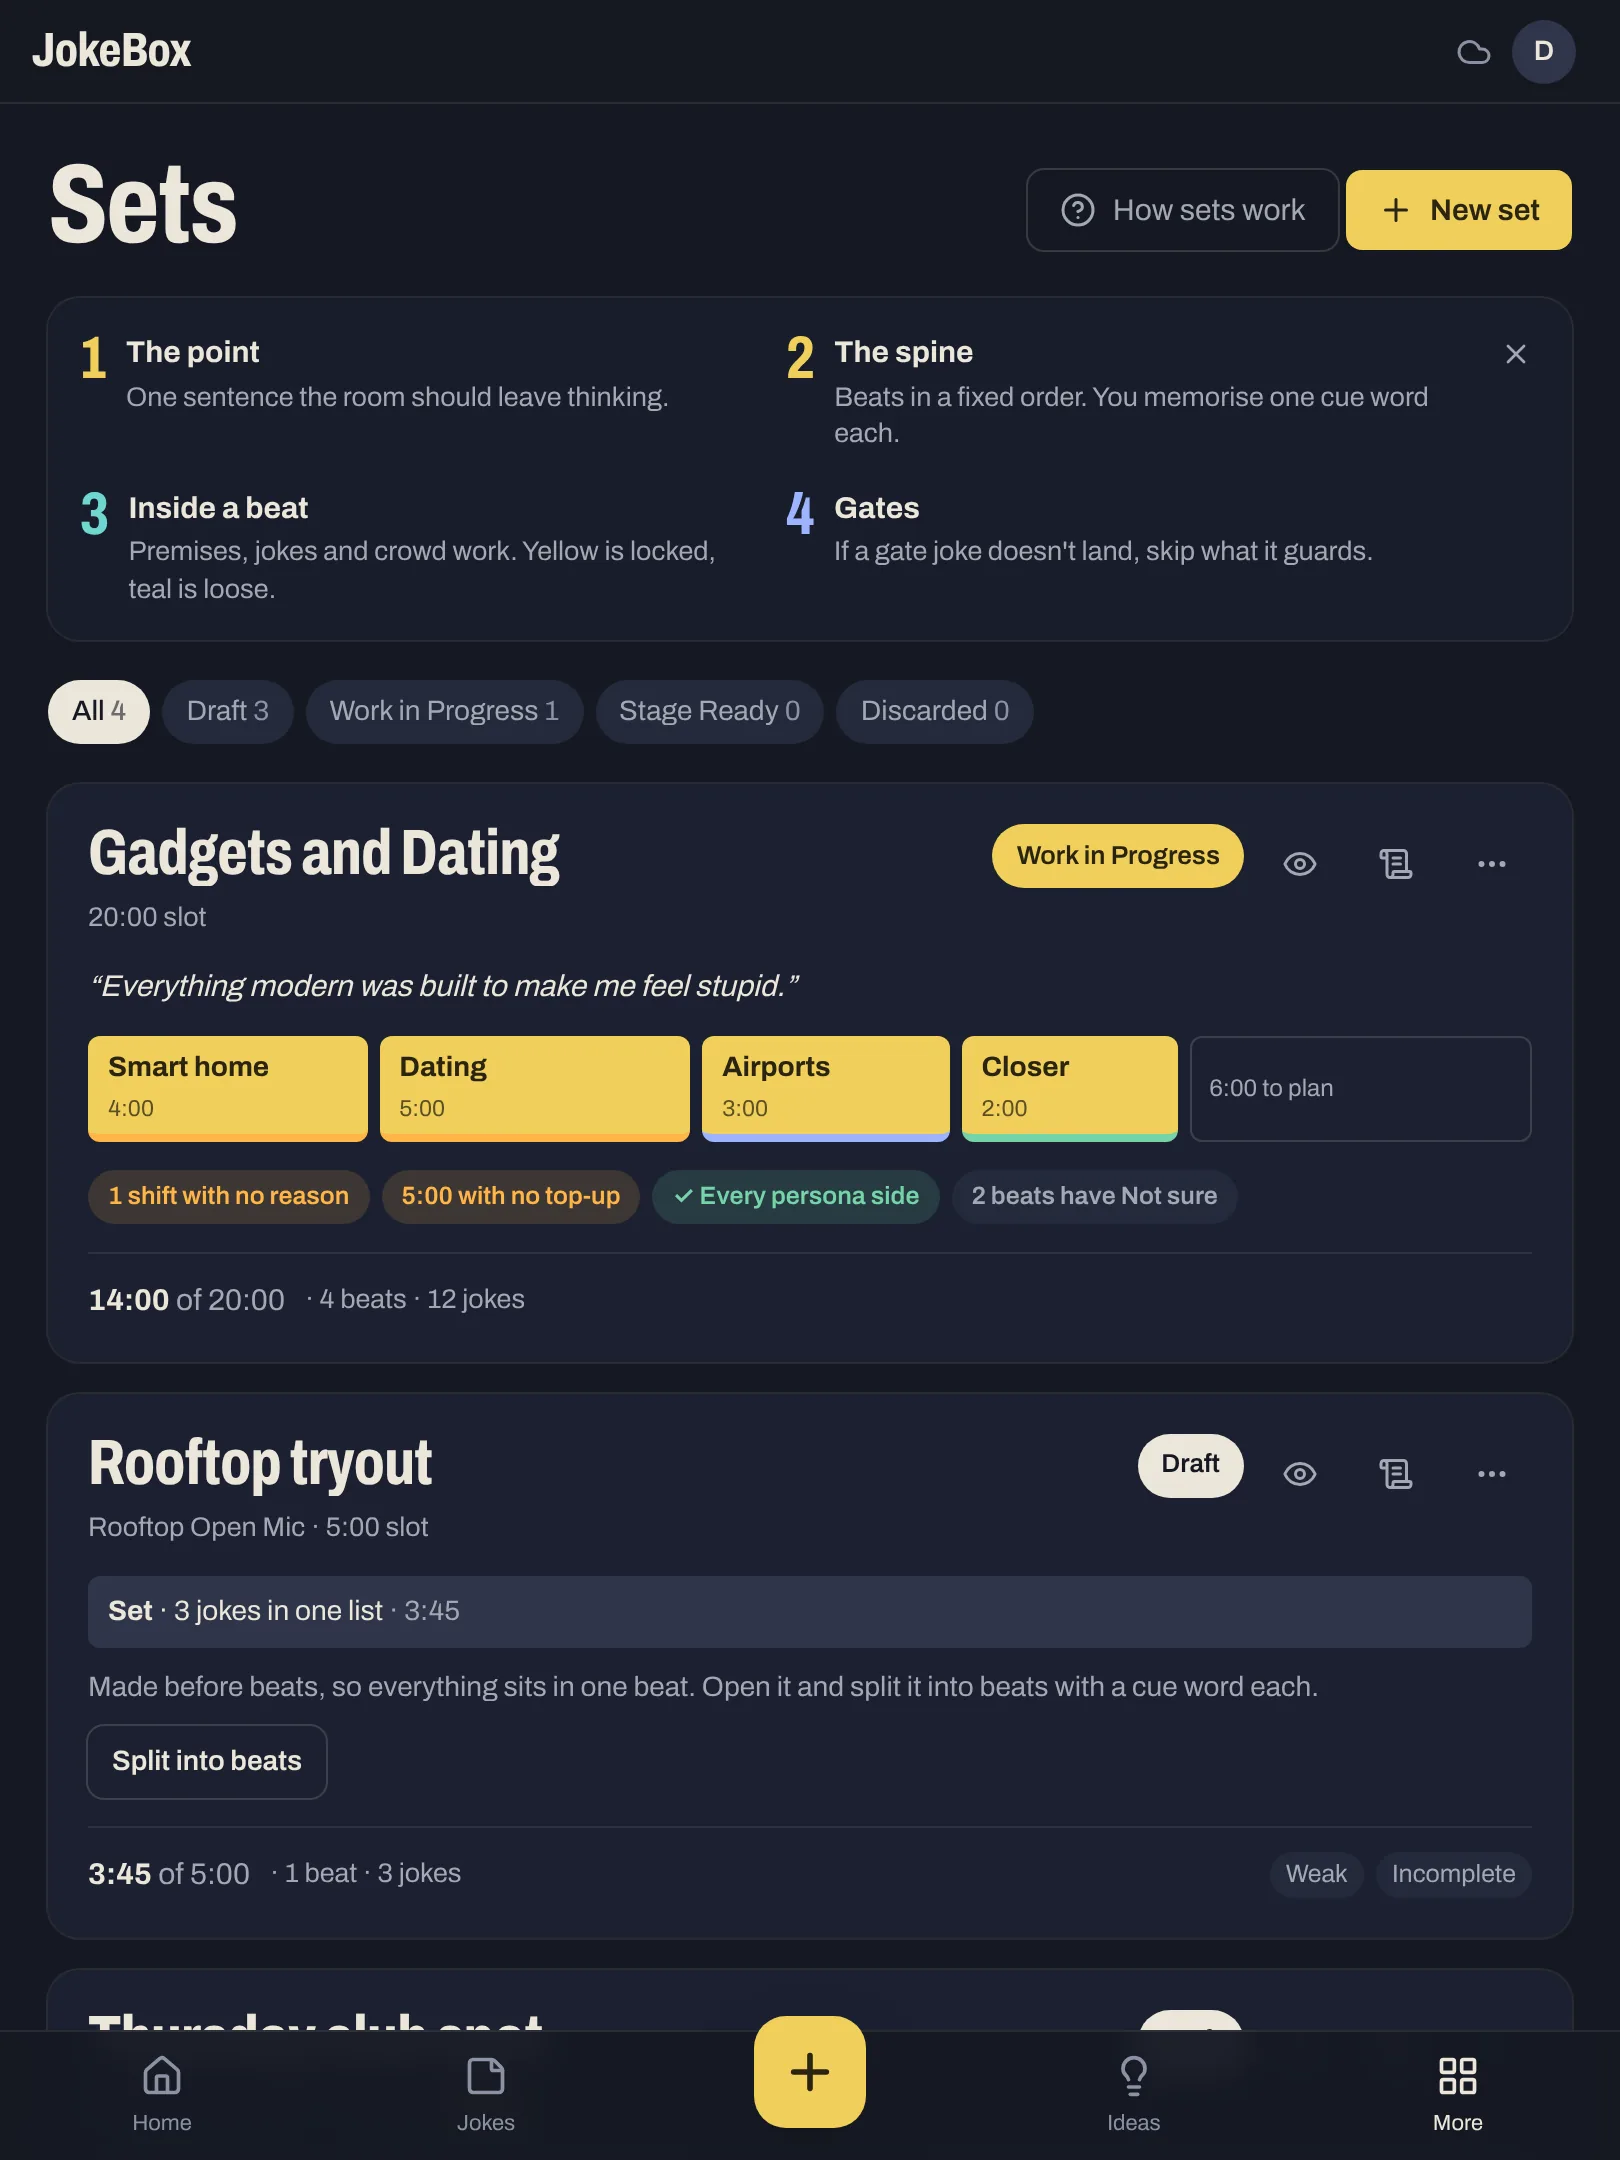 JokeBox
D
Sets
How sets work
New set
1 The point
One sentence the room should leave thinking.
2 The spine
Beats in a fixed order. You memorise one cue word
each.
3 Inside a beat
Premises, jokes and crowd work. Yellow is locked,
teal is loose.
4 Gates
If a gate joke doesn't land, skip what it guards.
All 4
Draft 3
Work in Progress 1
Stage Ready 0
Discarded 0
Gadgets and Dating
Work in Progress
20:00 slot
“Everything modern was built to make me feel stupid.”
Smart home
4:00
Dating
5:00
Airports
3:00
Closer
2:00
6:00 to plan
1 shift with no reason
5:00 with no top-up
Every persona side
2 beats have Not sure
14:00 of 20:00 · 4 beats · 12 jokes
Rooftop tryout
Draft
Rooftop Open Mic · 5:00 slot
Set · 3 jokes in one list · 3:45
Made before beats, so everything sits in one beat. Open it and split it into beats with a cue word each.
Split into beats
3:45 of 5:00 · 1 beat · 3 jokes
Weak
Incomplete
Thursday club spot
Home
Jokes
Ideas
More